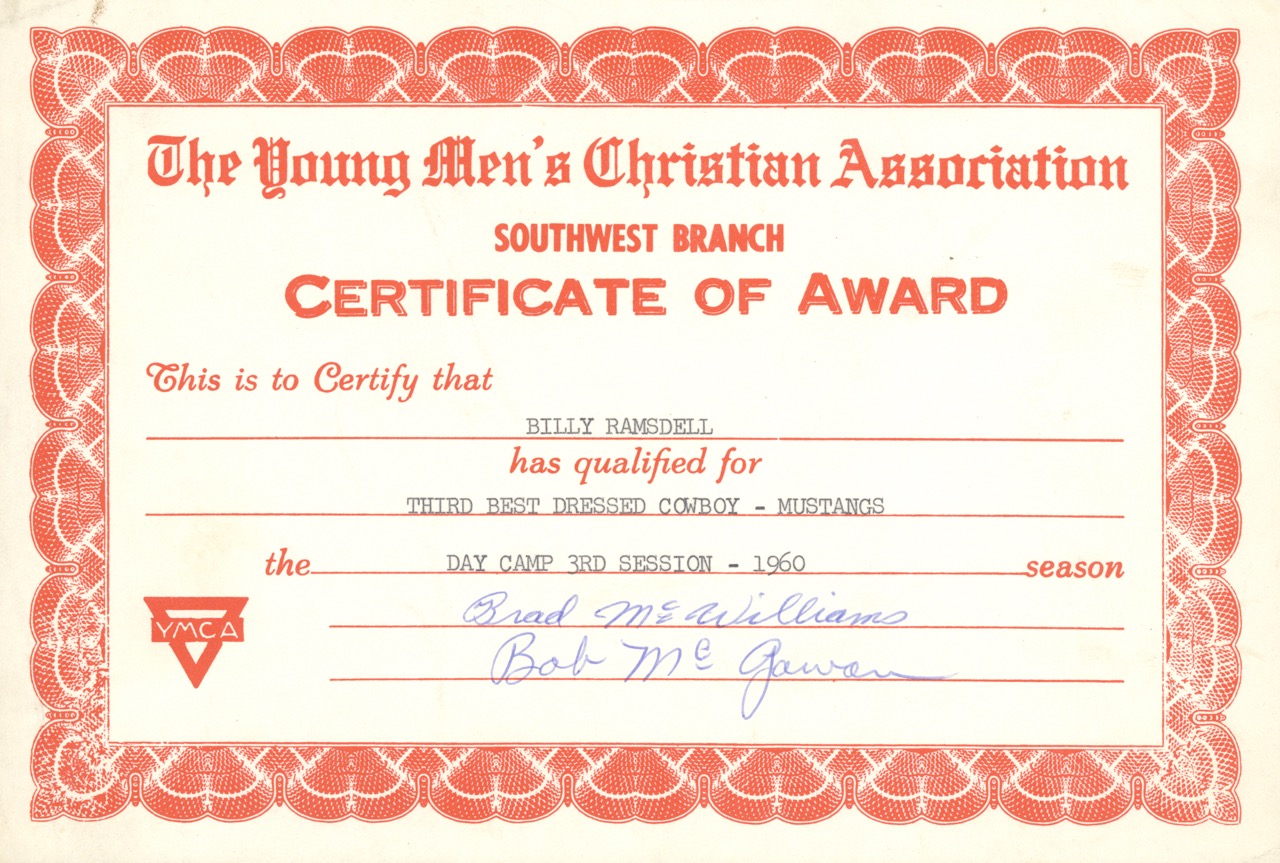 The Young Men's Christian Association
SOUTHWEST BRANCH
CERTIFICATE OF AWARD
This is to Certify that
BILLY RAMSDELL
has qualified for
THIRD BEST DRESSED COWBOY - MUSTANGS
the DAY CAMP 3RD SESSION - 1960 season
Brad McWilliams
YMCA
Bob McGowan